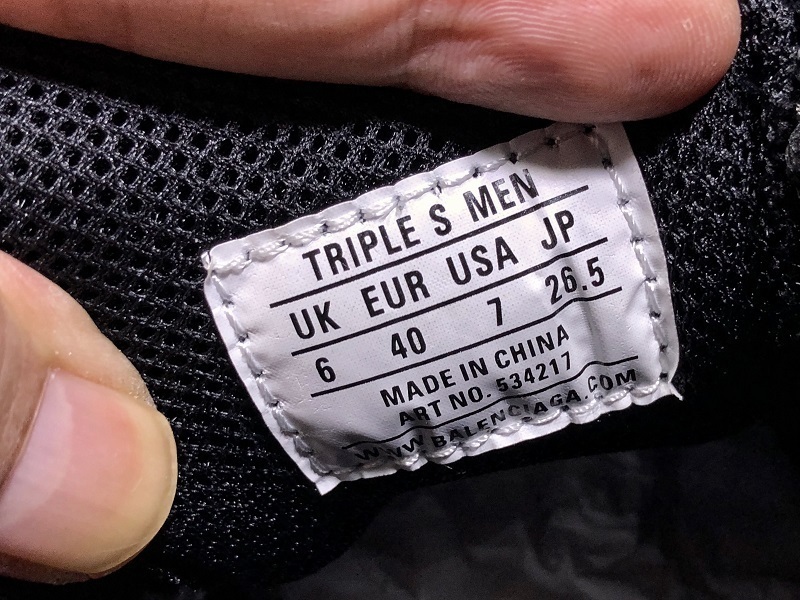 TRIPLE S MEN
UK EUR USA JP
6 40 7 26.5
MADE IN CHINA
ART NO. 534217
WWW.BALENCIAGA.COM